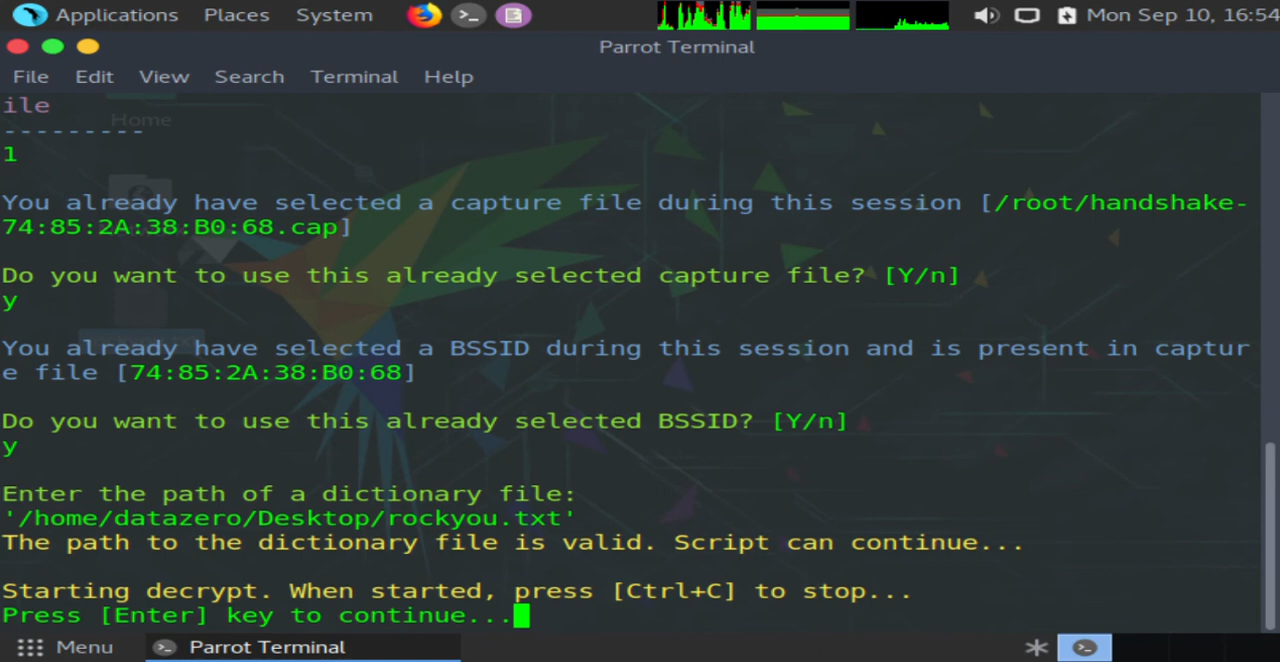 Applications Places System Mon Sep 10, 16:54
Parrot Terminal
File Edit View Search Terminal Help
ile
Home
---------
1
You already have selected a capture file during this session [/root/handshake-
74:85:2A:38:B0:68.cap]
Do you want to use this already selected capture file? [Y/n]
y
You already have selected a BSSID during this session and is present in captur
e file [74:85:2A:38:B0:68]
Do you want to use this already selected BSSID? [Y/n]
y
Enter the path of a dictionary file:
'/home/datazero/Desktop/rockyou.txt'
The path to the dictionary file is valid. Script can continue...
Starting decrypt. When started, press [Ctrl+C] to stop...
Press [Enter] key to continue...
Menu Parrot Terminal